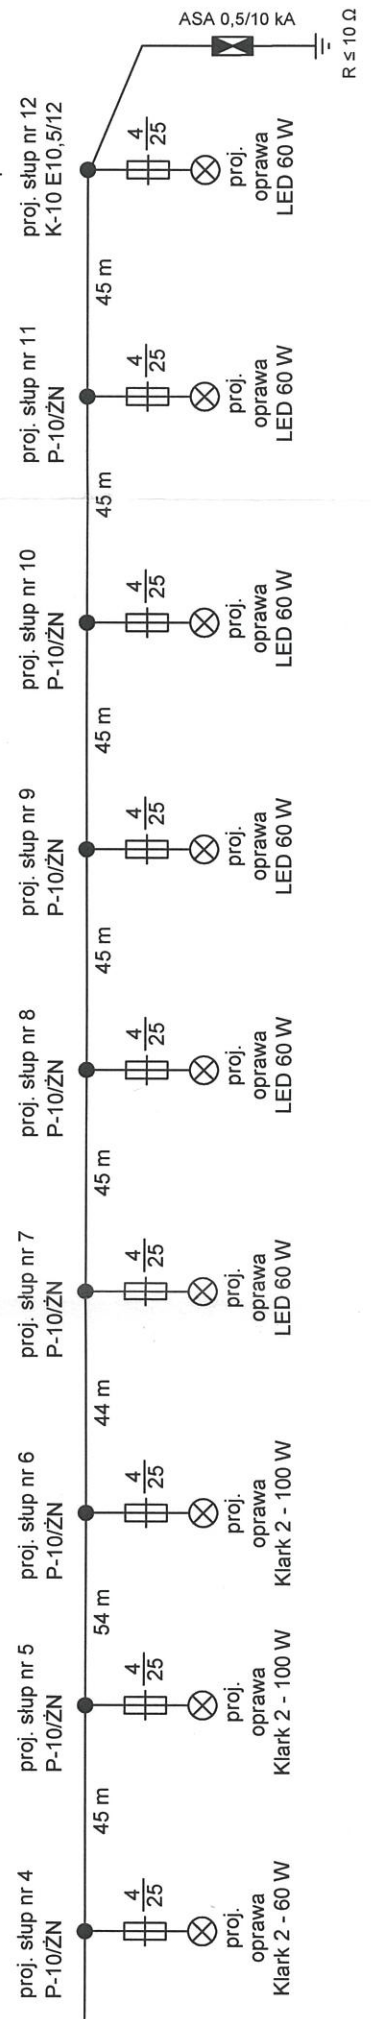 proj. słup nr 4
P-10/ŻN
4
25
proj.
oprawa
Klark 2 - 60 W
45 m
proj. słup nr 5
P-10/ŻN
4
25
proj.
oprawa
Klark 2 - 100 W
54 m
proj. słup nr 6
P-10/ŻN
4
25
proj.
oprawa
Klark 2 - 100 W
44 m
proj. słup nr 7
P-10/ŻN
4
25
proj.
oprawa
LED 60 W
45 m
proj. słup nr 8
P-10/ŻN
4
25
proj.
oprawa
LED 60 W
45 m
proj. słup nr 9
P-10/ŻN
4
25
proj.
oprawa
LED 60 W
45 m
proj. słup nr 10
P-10/ŻN
4
25
proj.
oprawa
LED 60 W
45 m
proj. słup nr 11
P-10/ŻN
4
25
proj.
oprawa
LED 60 W
45 m
proj. słup nr 12
K-10 E10,5/12
4
25
proj.
oprawa
LED 60 W
ASA 0,5/10 kA
R ≤ 10 Ω